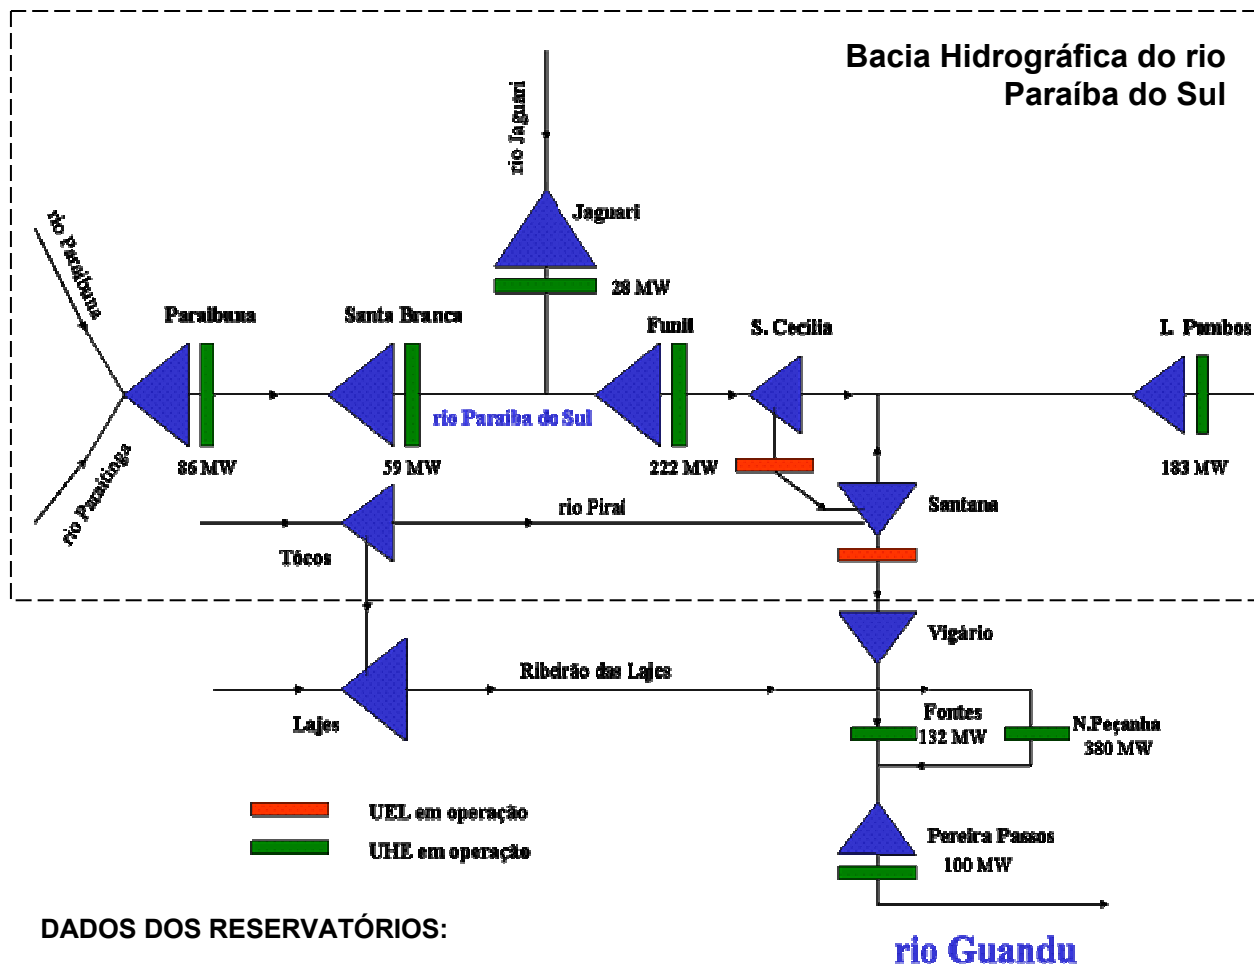 Bacia Hidrográfica do rio
Paraíba do Sul
rio Jaguari
Jaguari
28 MW
rio Paraibuna
rio Paraitinga
Paraibuna
86 MW
Santa Branca
59 MW
rio Paraíba do Sul
Funil
222 MW
S. Cecília
L. Pombos
183 MW
Santana
rio Piraí
Tócos
Vigário
Ribeirão das Lajes
Lajes
Fontes
132 MW
N.Peçanha
380 MW
UEL em operação
UHE em operação
Pereira Passos
100 MW
DADOS DOS RESERVATÓRIOS:
rio Guandu